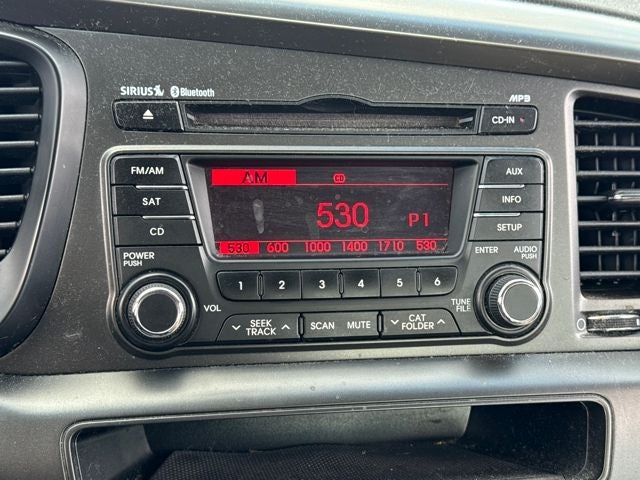 SIRIUS Bluetooth
MP3
CD-IN
FM/AM
AUX
SAT
INFO
CD
SETUP
AM
CD
530 P1
530 600 1000 1400 1710 530
POWER
PUSH
ENTER
AUDIO
PUSH
1 2 3 4 5 6
VOL
SEEK
TRACK
SCAN MUTE
CAT
FOLDER
TUNE
FILE